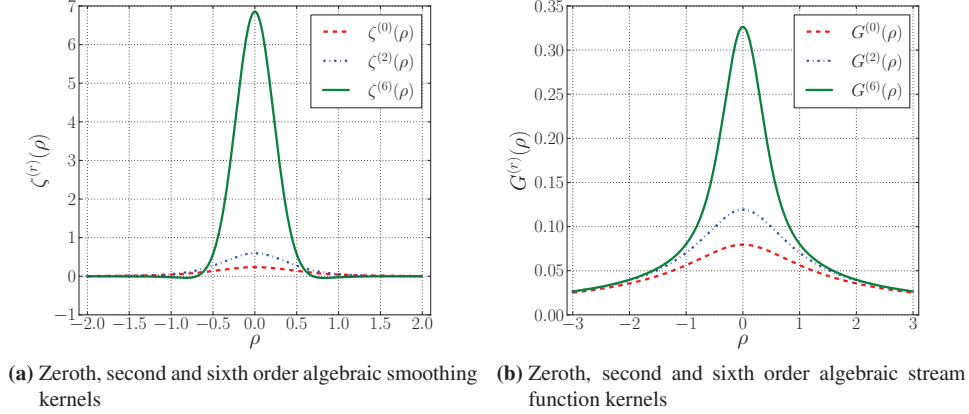 7
6
5
4
3
2
1
0
−1
ζ^(r)(ρ)
ζ^(0)(ρ)
ζ^(2)(ρ)
ζ^(6)(ρ)
−2.0 −1.5 −1.0 −0.5 0.0 0.5 1.0 1.5 2.0
ρ
(a) Zeroth, second and sixth order algebraic smoothing
kernels
0.35
0.30
0.25
0.20
0.15
0.10
0.05
0.00
G^(r)(ρ)
G^(0)(ρ)
G^(2)(ρ)
G^(6)(ρ)
−3 −2 −1 0 1 2 3
ρ
(b) Zeroth, second and sixth order algebraic stream
function kernels